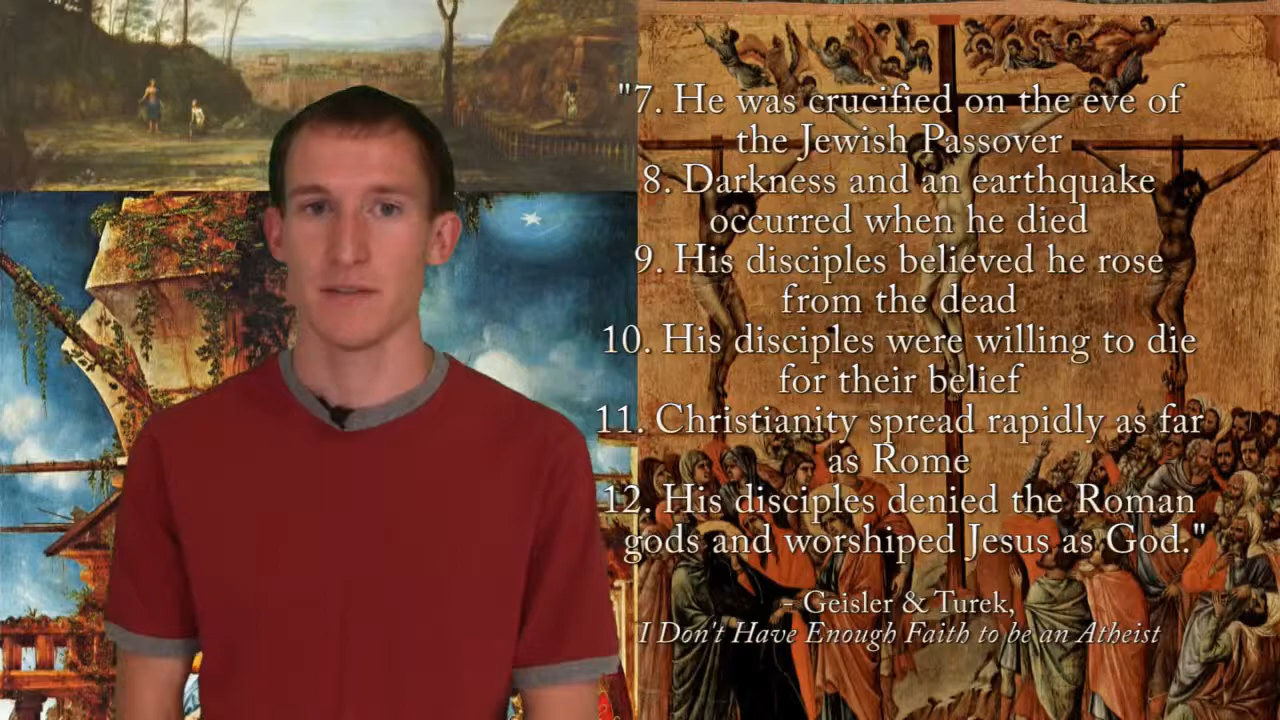 "7. He was crucified on the eve of
the Jewish Passover
8. Darkness and an earthquake
occurred when he died
9. His disciples believed he rose
from the dead
10. His disciples were willing to die
for their belief
11. Christianity spread rapidly as far
as Rome
12. His disciples denied the Roman
gods and worshiped Jesus as God."
- Geisler & Turek,
I Don't Have Enough Faith to be an Atheist